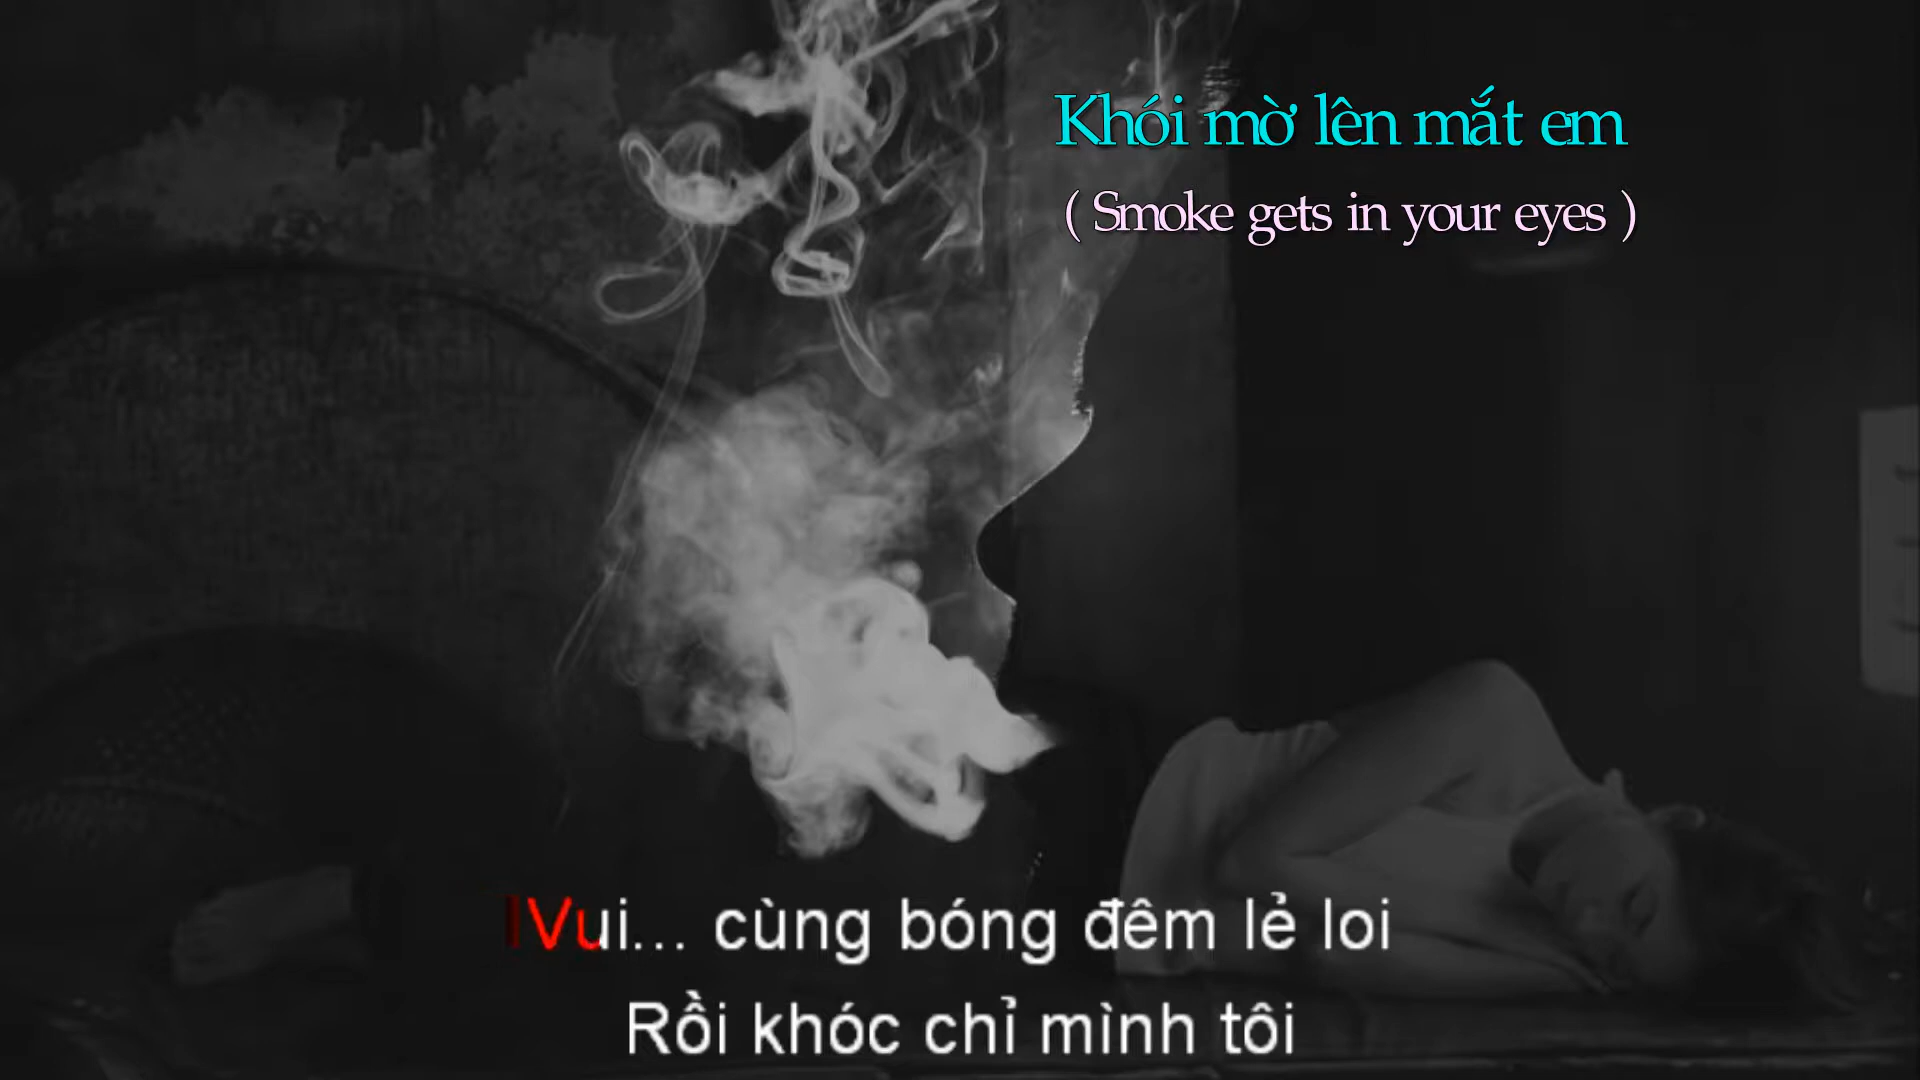 Khói mờ lên mắt em
( Smoke gets in your eyes )
Vui... cùng bóng đêm lẻ loi
Rồi khóc chỉ mình tôi